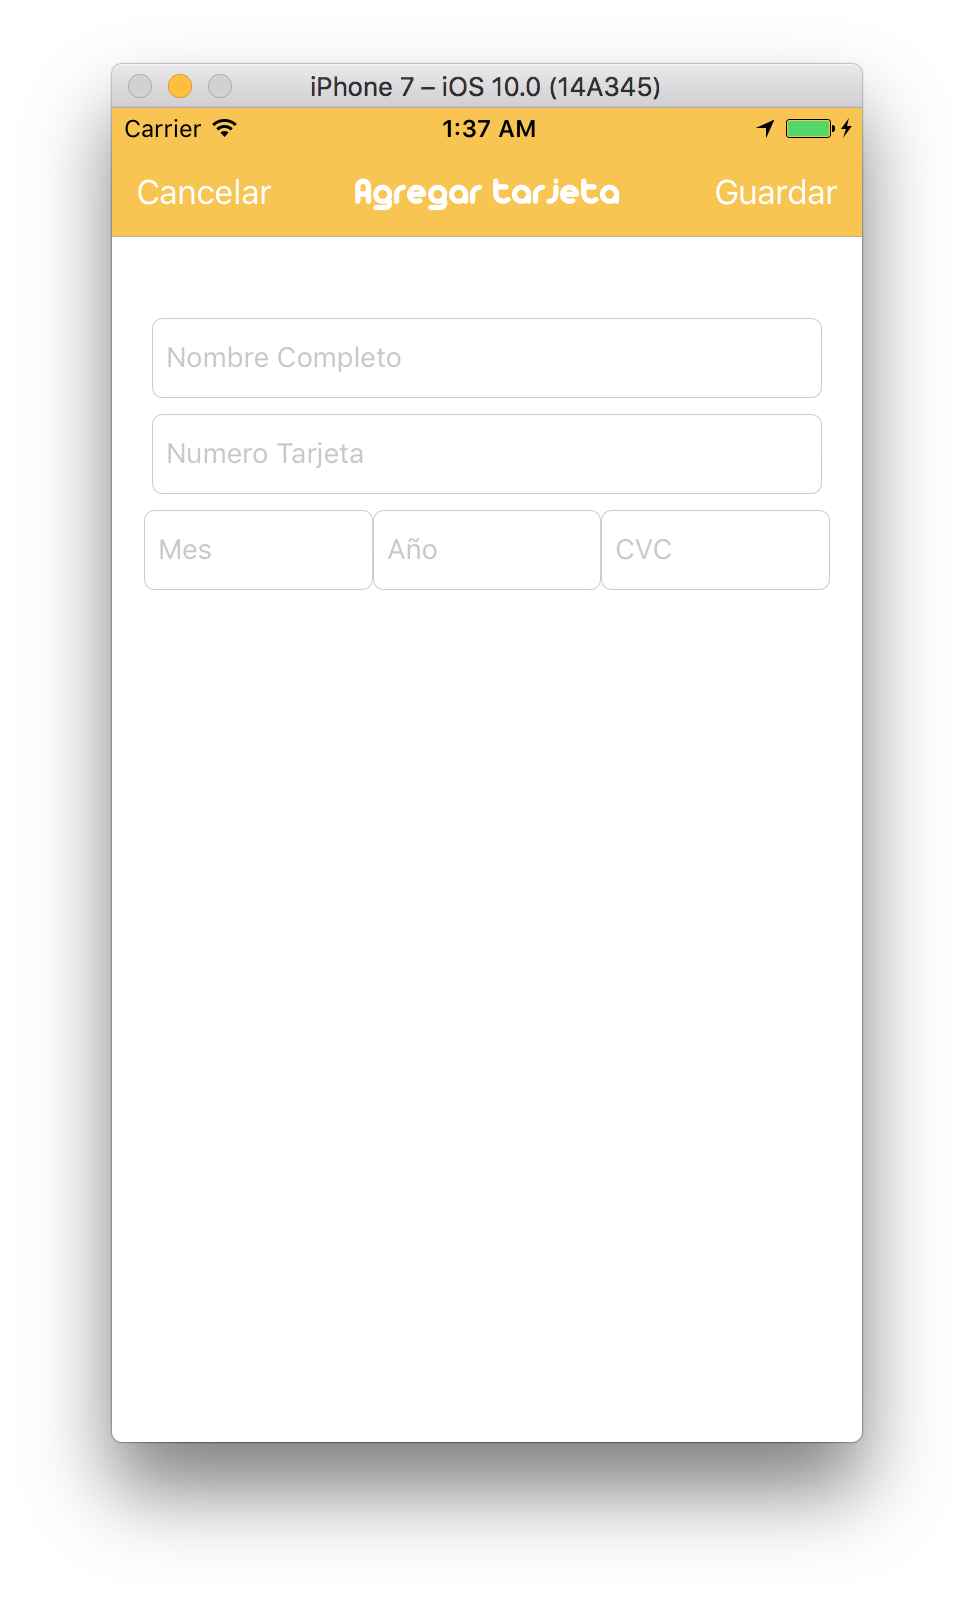 iPhone 7 – iOS 10.0 (14A345)
Carrier 1:37 AM
Cancelar Agregar tarjeta Guardar
Nombre Completo
Numero Tarjeta
Mes Año CVC